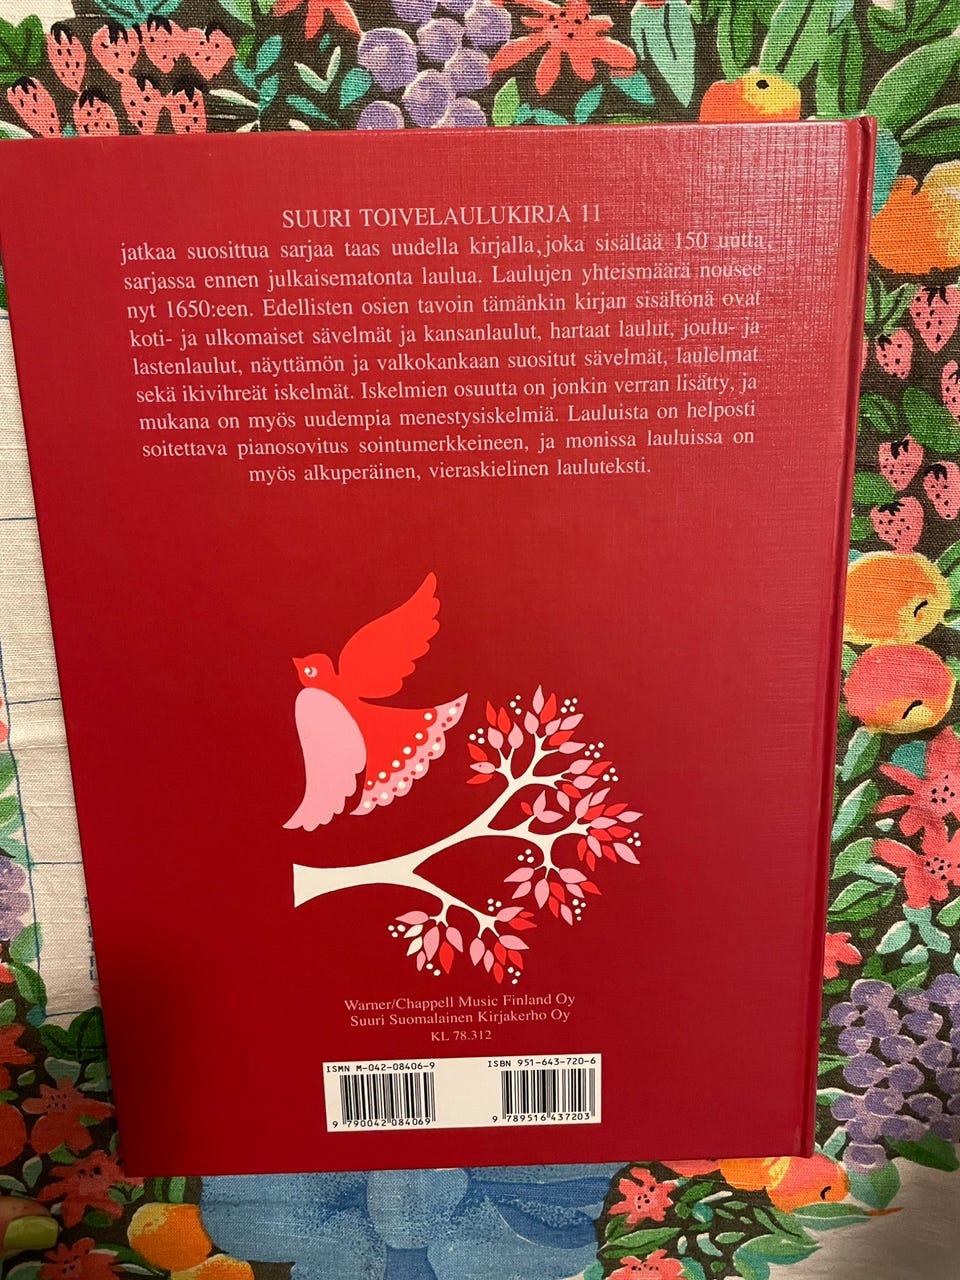 SUURI TOIVELAULUKIRJA 11
jatkaa suosittua sarjaa taas uudella kirjalla, joka sisältää 150 uutta,
sarjassa ennen julkaisematonta laulua. Laulujen yhteismäärä nousee
nyt 1650:een. Edellisten osien tavoin tämänkin kirjan sisältönä ovat
koti- ja ulkomaiset sävelmät ja kansanlaulut, hartaat laulut, joulu- ja
lastenlaulut, näyttämön ja valkokankaan suositut sävelmät, laulelmat
sekä ikivihreät iskelmät. Iskelmien osuutta on jonkin verran lisätty, ja
mukana on myös uudempia menestysiskelmiä. Lauluista on helposti
soitettava pianosovitus sointumerkkeineen, ja monissa lauluissa on
myös alkuperäinen, vieraskielinen lauluteksti.
Warner/Chappell Music Finland Oy
Suuri Suomalainen Kirjakerho Oy
KL 78.312
ISMN M-042-08406-9
9 790042 084069
ISBN 951-643-720-6
9 789516 437203